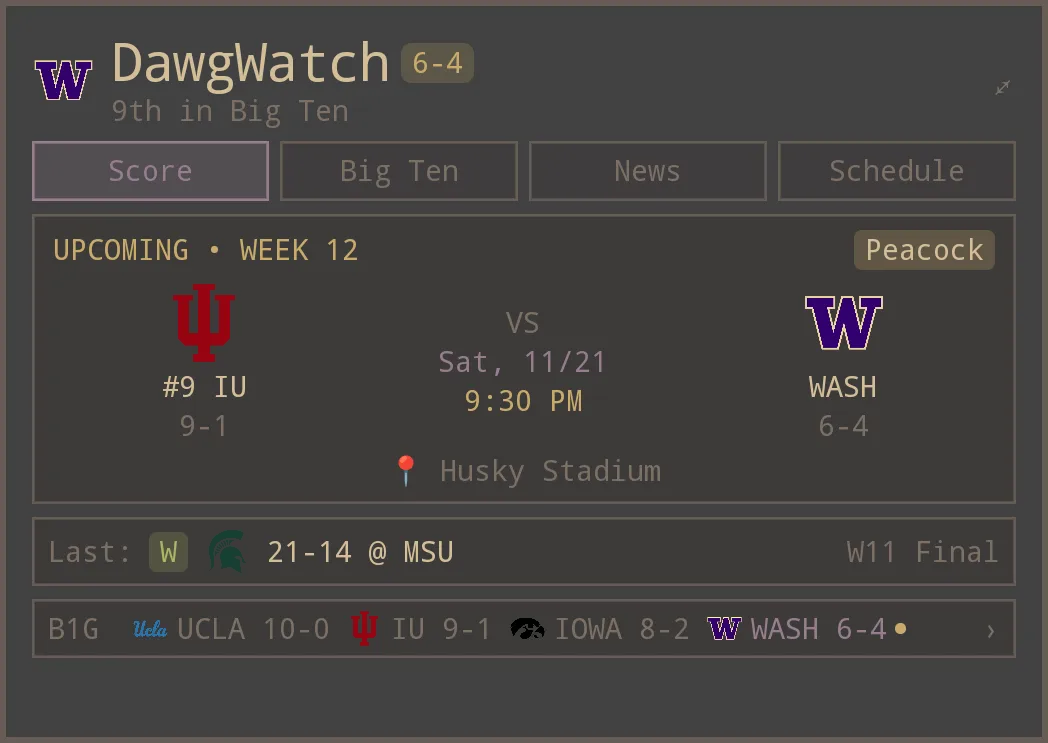 W DawgWatch 6-4
9th in Big Ten
Score Big Ten News Schedule
UPCOMING • WEEK 12 Peacock
VS
Sat, 11/21
9:30 PM
#9 IU
9-1
W
WASH
6-4
Husky Stadium
Last: W 21-14 @ MSU W11 Final
B1G Ucla UCLA 10-0 IU 9-1 IOWA 8-2 W WASH 6-4 ›